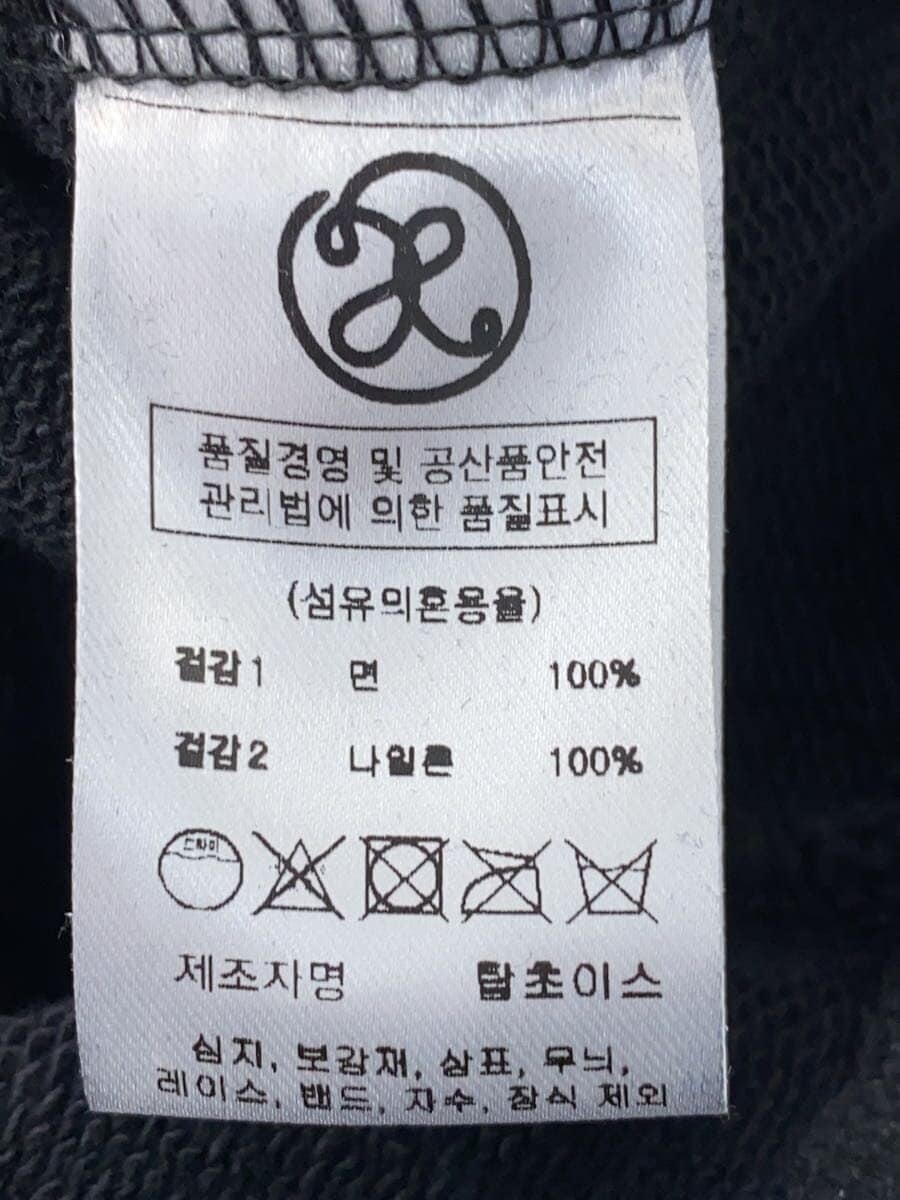 품질경영 및 공산품안전
관리법에 의한 품질표시
(섬유의혼용율)
겉감1 면 100%
겉감2 나일론 100%
드라이
제조자명 탑초이스
심지, 보강재, 상표, 무늬,
레이스, 밴드, 자수, 장식 제외